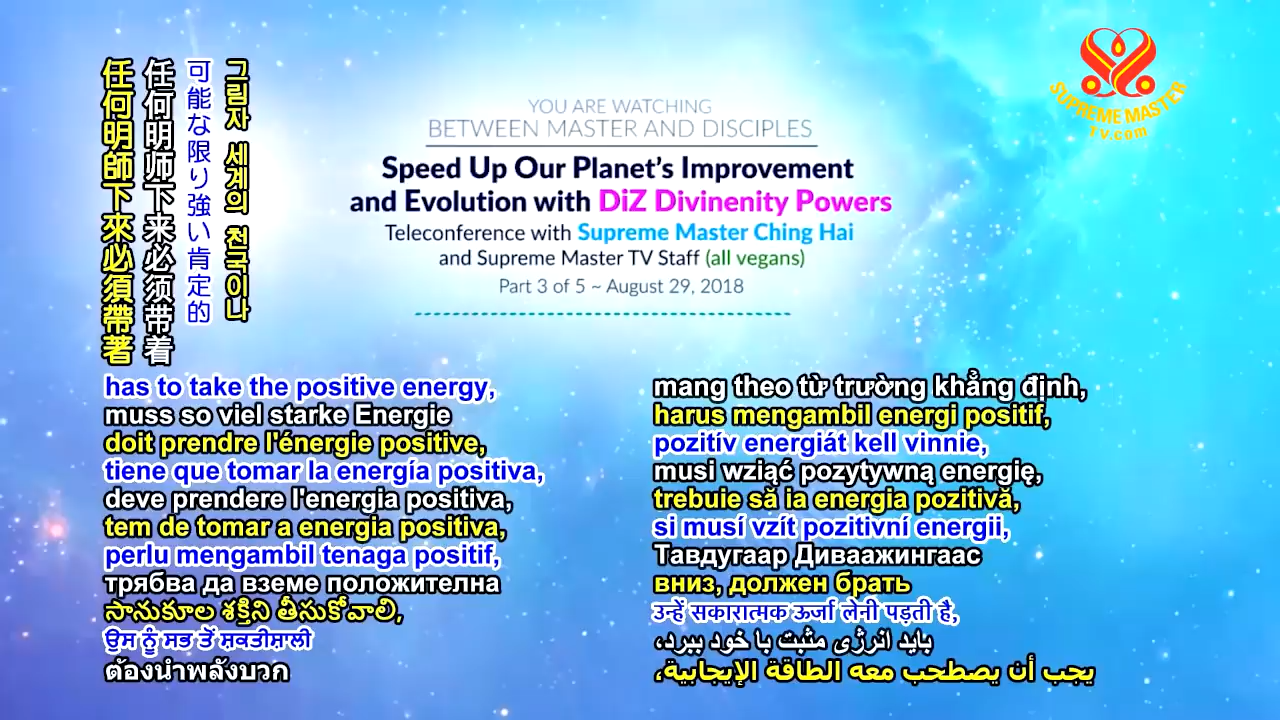 SUPREME MASTER
TV.com
YOU ARE WATCHING
BETWEEN MASTER AND DISCIPLES
Speed Up Our Planet’s Improvement
and Evolution with DiZ Divinenity Powers
Teleconference with Supreme Master Ching Hai
and Supreme Master TV Staff (all vegans)
Part 3 of 5 ~ August 29, 2018
任何明師下來必須帶著
任何明师下来必须带着
可能な限り強い肯定的
그림자 세계의 천국이나
has to take the positive energy,
muss so viel starke Energie
doit prendre l'énergie positive,
tiene que tomar la energía positiva,
deve prendere l'energia positiva,
tem de tomar a energia positiva,
perlu mengambil tenaga positif,
трябва да вземе положителна
సానుకూల శక్తిని తీసుకోవాలి,
ਉਸ ਨੂੰ ਸਭ ਤੋਂ ਸ਼ਕਤੀਸ਼ਾਲੀ
ต้องนำพลังบวก
mang theo từ trường khẳng định,
harus mengambil energi positif,
pozitív energiát kell vinnie,
musi wziąć pozytywną energię,
trebuie să ia energia pozitivă,
si musí vzít pozitivní energii,
Тавдугаар Диваажингаас
вниз, должен брать
उन्हें सकारात्मक ऊर्जा लेनी पड़ती है,
باید انرژی مثبت با خود ببرد،
يجب أن يصطحب معه الطاقة الإيجابية،